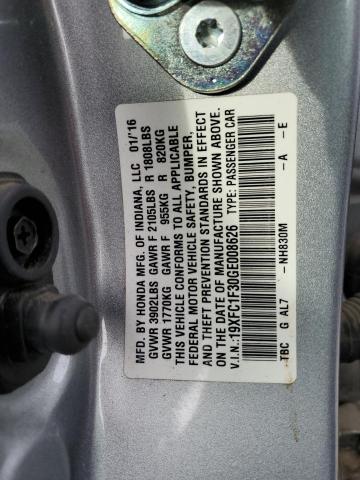 MFD. BY HONDA MFG. OF INDIANA, LLC 01/'16
GVWR 3902LBS GAWR F 2105LBS R 1808LBS
GVWR 1770KG GAWR F 955KG R 820KG
THIS VEHICLE CONFORMS TO ALL APPLICABLE
FEDERAL MOTOR VEHICLE SAFETY, BUMPER,
AND THEFT PREVENTION STANDARDS IN EFFECT
ON THE DATE OF MANUFACTURE SHOWN ABOVE.
V.I.N.:19XFC1F30GE008626 TYPE: PASSENGER CAR
TBC G AL7 -NH830M -A -E